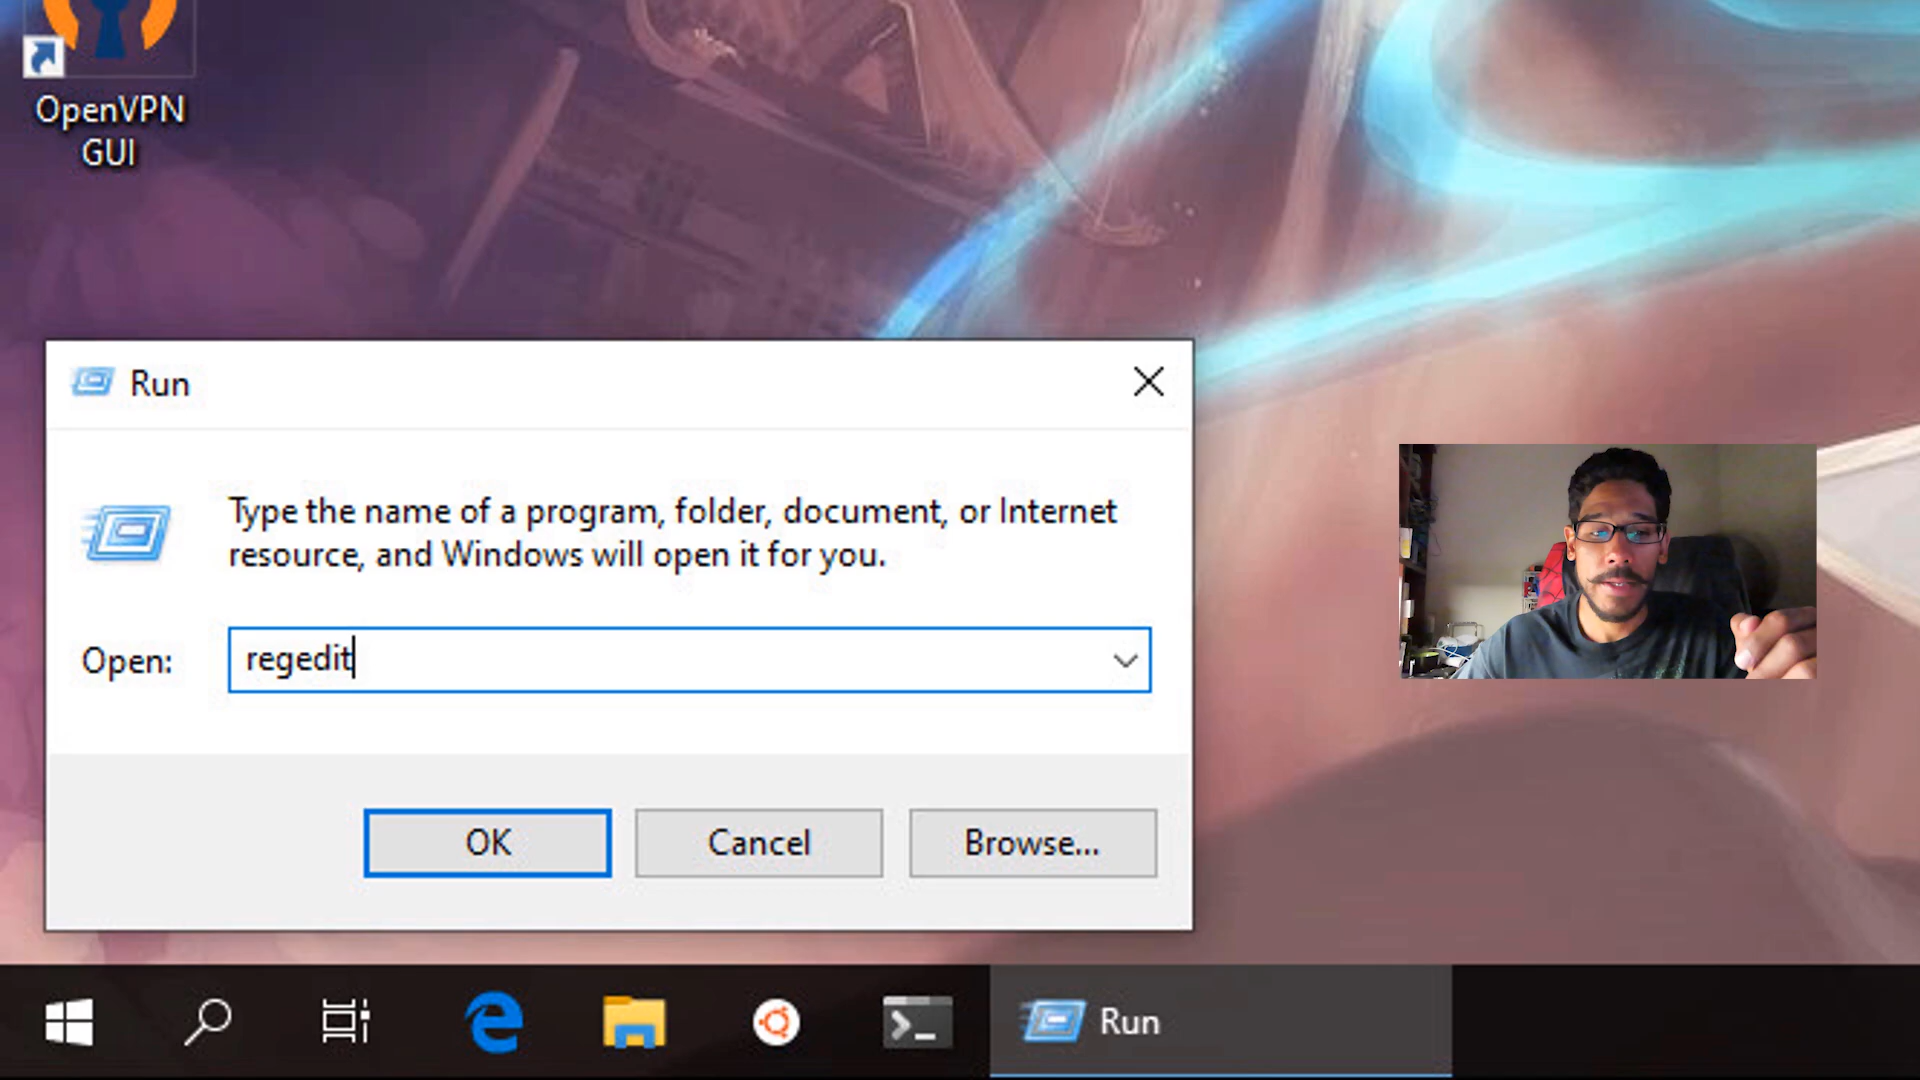 OpenVPN
GUI
Run
Type the name of a program, folder, document, or Internet
resource, and Windows will open it for you.
Open: regedit
OK Cancel Browse...
Run